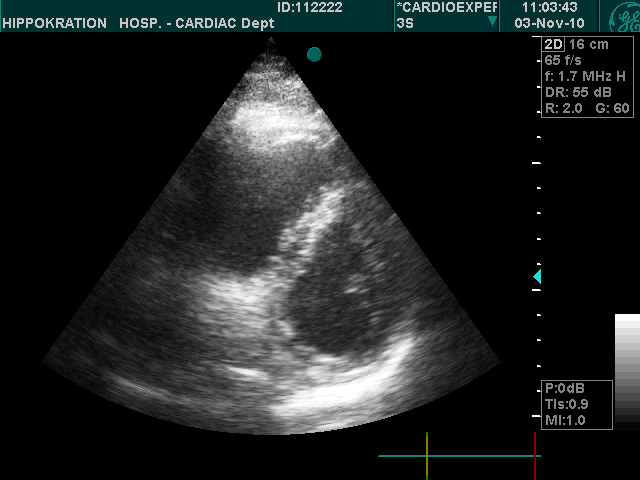 ID:112222
*CARDIOEXPER
11:03:43
HIPPOKRATION HOSP. - CARDIAC Dept
3S
03-Nov-10
2D 16 cm
65 f/s
f: 1.7 MHz H
DR: 55 dB
R: 2.0 G: 60
P:0dB
TIs:0.9
MI:1.0